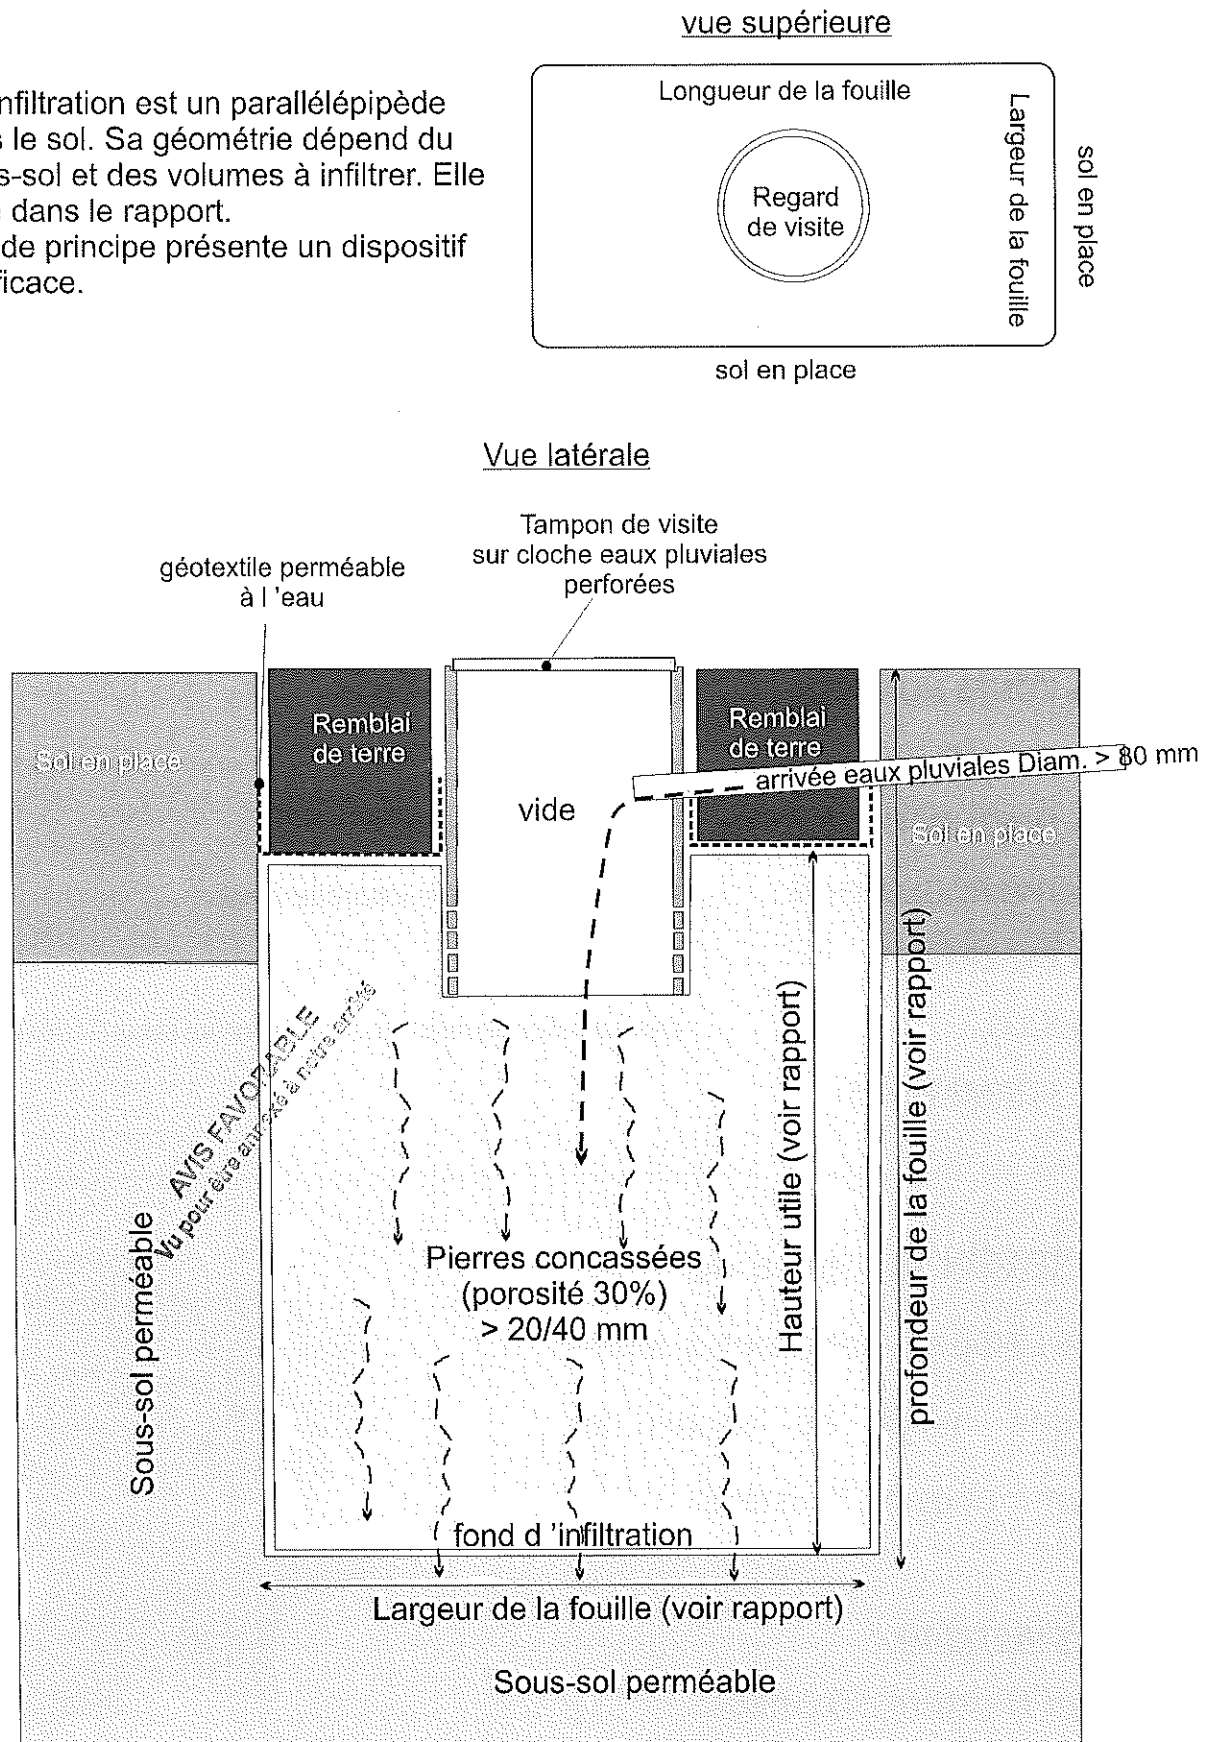 vue supérieure
nfiltration est un parallélépipède
s le sol. Sa géométrie dépend du
s-sol et des volumes à infiltrer. Elle
dans le rapport.
de principe présente un dispositif
ficace.
Longueur de la fouille
Largeur de la fouille
sol en place
Regard
de visite
sol en place
Vue latérale
Tampon de visite
sur cloche eaux pluviales
perforées
géotextile perméable
à l 'eau
Remblai
de terre
Remblai
de terre
Sol en place
arrivée eaux pluviales Diam. > 80 mm
vide
Sol en place
AVIS FAVORABLE
Vu pour être annexé à notre arrêté
Hauteur utile (voir rapport)
profondeur de la fouille (voir rapport)
Sous-sol perméable
Pierres concassées
(porosité 30%)
> 20/40 mm
fond d 'infiltration
Largeur de la fouille (voir rapport)
Sous-sol perméable